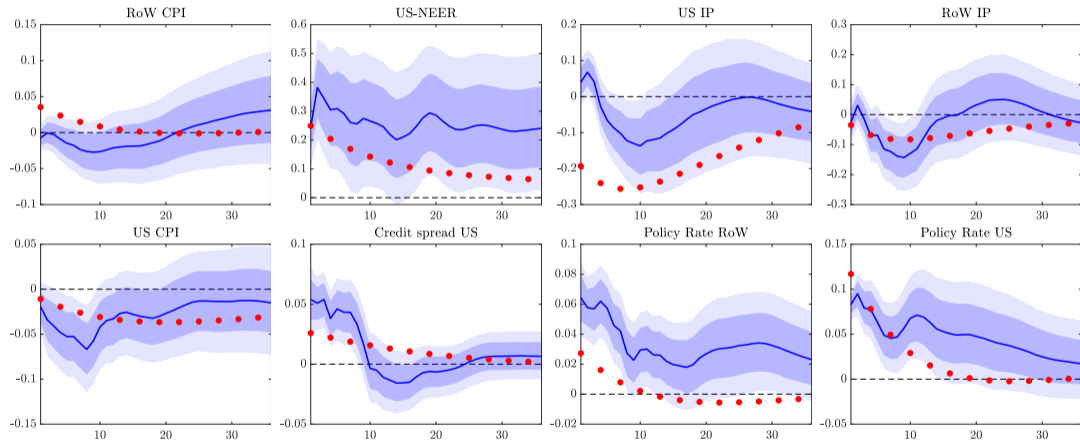 RoW CPI US-NEER US IP RoW IP
0.15 0.6 0.2 0.3
0.1 0.5 0.1 0.2
0.05 0.4 0 0.1
0 0.3 -0.1 0
-0.05 0.2 -0.2 -0.1
-0.1 0.1 -0.3 -0.2
0 -0.3
10 20 30 10 20 30 10 20 30 10 20 30
US CPI Credit spread US Policy Rate RoW Policy Rate US
0 0.1 0.1 0.15
-0.05 0.05 0.08 0.1
-0.1 0 0.06 0.05
-0.15 -0.05 0.04 0
0.02 -0.05
0
-0.02
10 20 30 10 20 30 10 20 30 10 20 30